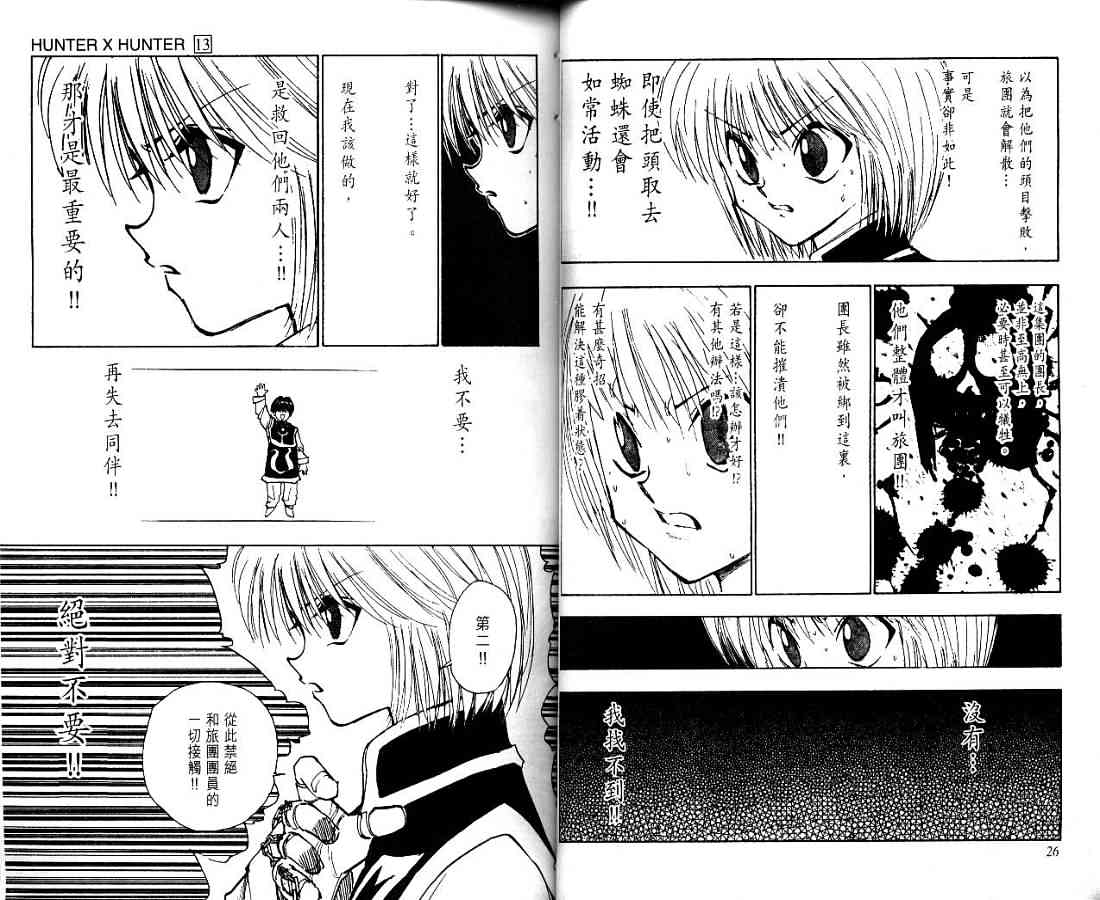 HUNTER X HUNTER 13
以為把他們的頭目擊敗，
旅團就會解散…
可是
事實卻非如此！
即使把頭取去
蜘蛛還會
如常活動…!!
這集團的團長，
並非至高無上，
必要時甚至可以犧牲。
他們整體才叫旅團!!
團長雖然被綁到這裏，
卻不能摧潰他們!!
若是這樣…該怎辦才好!?
有其他辦法嗎!?
有甚麼奇招
能解決這種膠着狀態…
沒有…
我找不到!!
26
對了…這樣就好了。
現在我該做的，
是救回他們兩人…!!
那才是最重要的!!
我不要…
再失去同伴!!
第二!!
從此禁絕
和旅團團員的
一切接觸!!
絕對不要!!